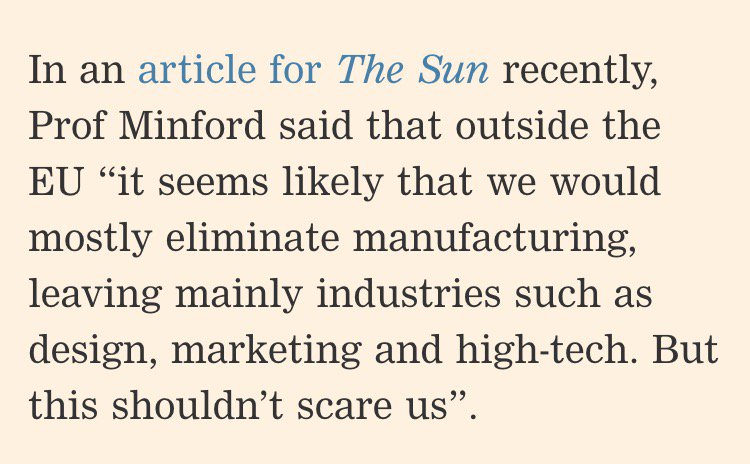 In an article for The Sun recently,
Prof Minford said that outside the
EU “it seems likely that we would
mostly eliminate manufacturing,
leaving mainly industries such as
design, marketing and high-tech. But
this shouldn’t scare us”.